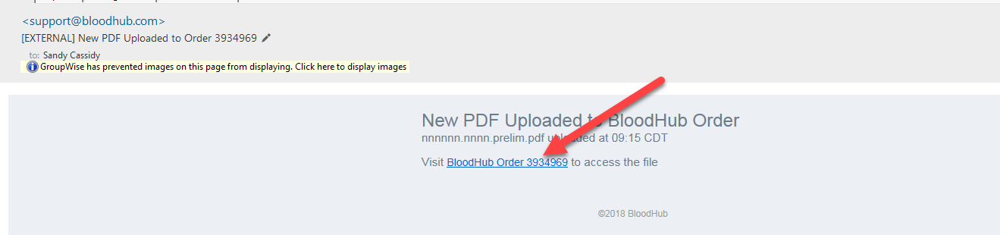 <support@bloodhub.com>
[EXTERNAL] New PDF Uploaded to Order 3934969
to: Sandy Cassidy
GroupWise has prevented images on this page from displaying. Click here to display images
New PDF Uploaded to BloodHub Order
nnnnnn.nnnn.prelim.pdf uploaded at 09:15 CDT
Visit BloodHub Order 3934969 to access the file
©2018 BloodHub